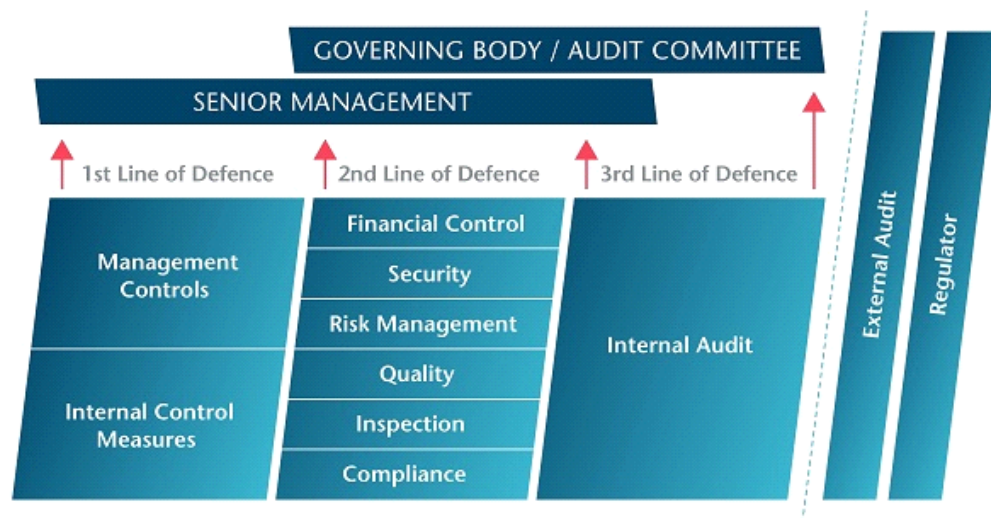 GOVERNING BODY / AUDIT COMMITTEE
SENIOR MANAGEMENT
1st Line of Defence
2nd Line of Defence
3rd Line of Defence
Management
Controls
Internal Control
Measures
Financial Control
Security
Risk Management
Quality
Inspection
Compliance
Internal Audit
External Audit
Regulator